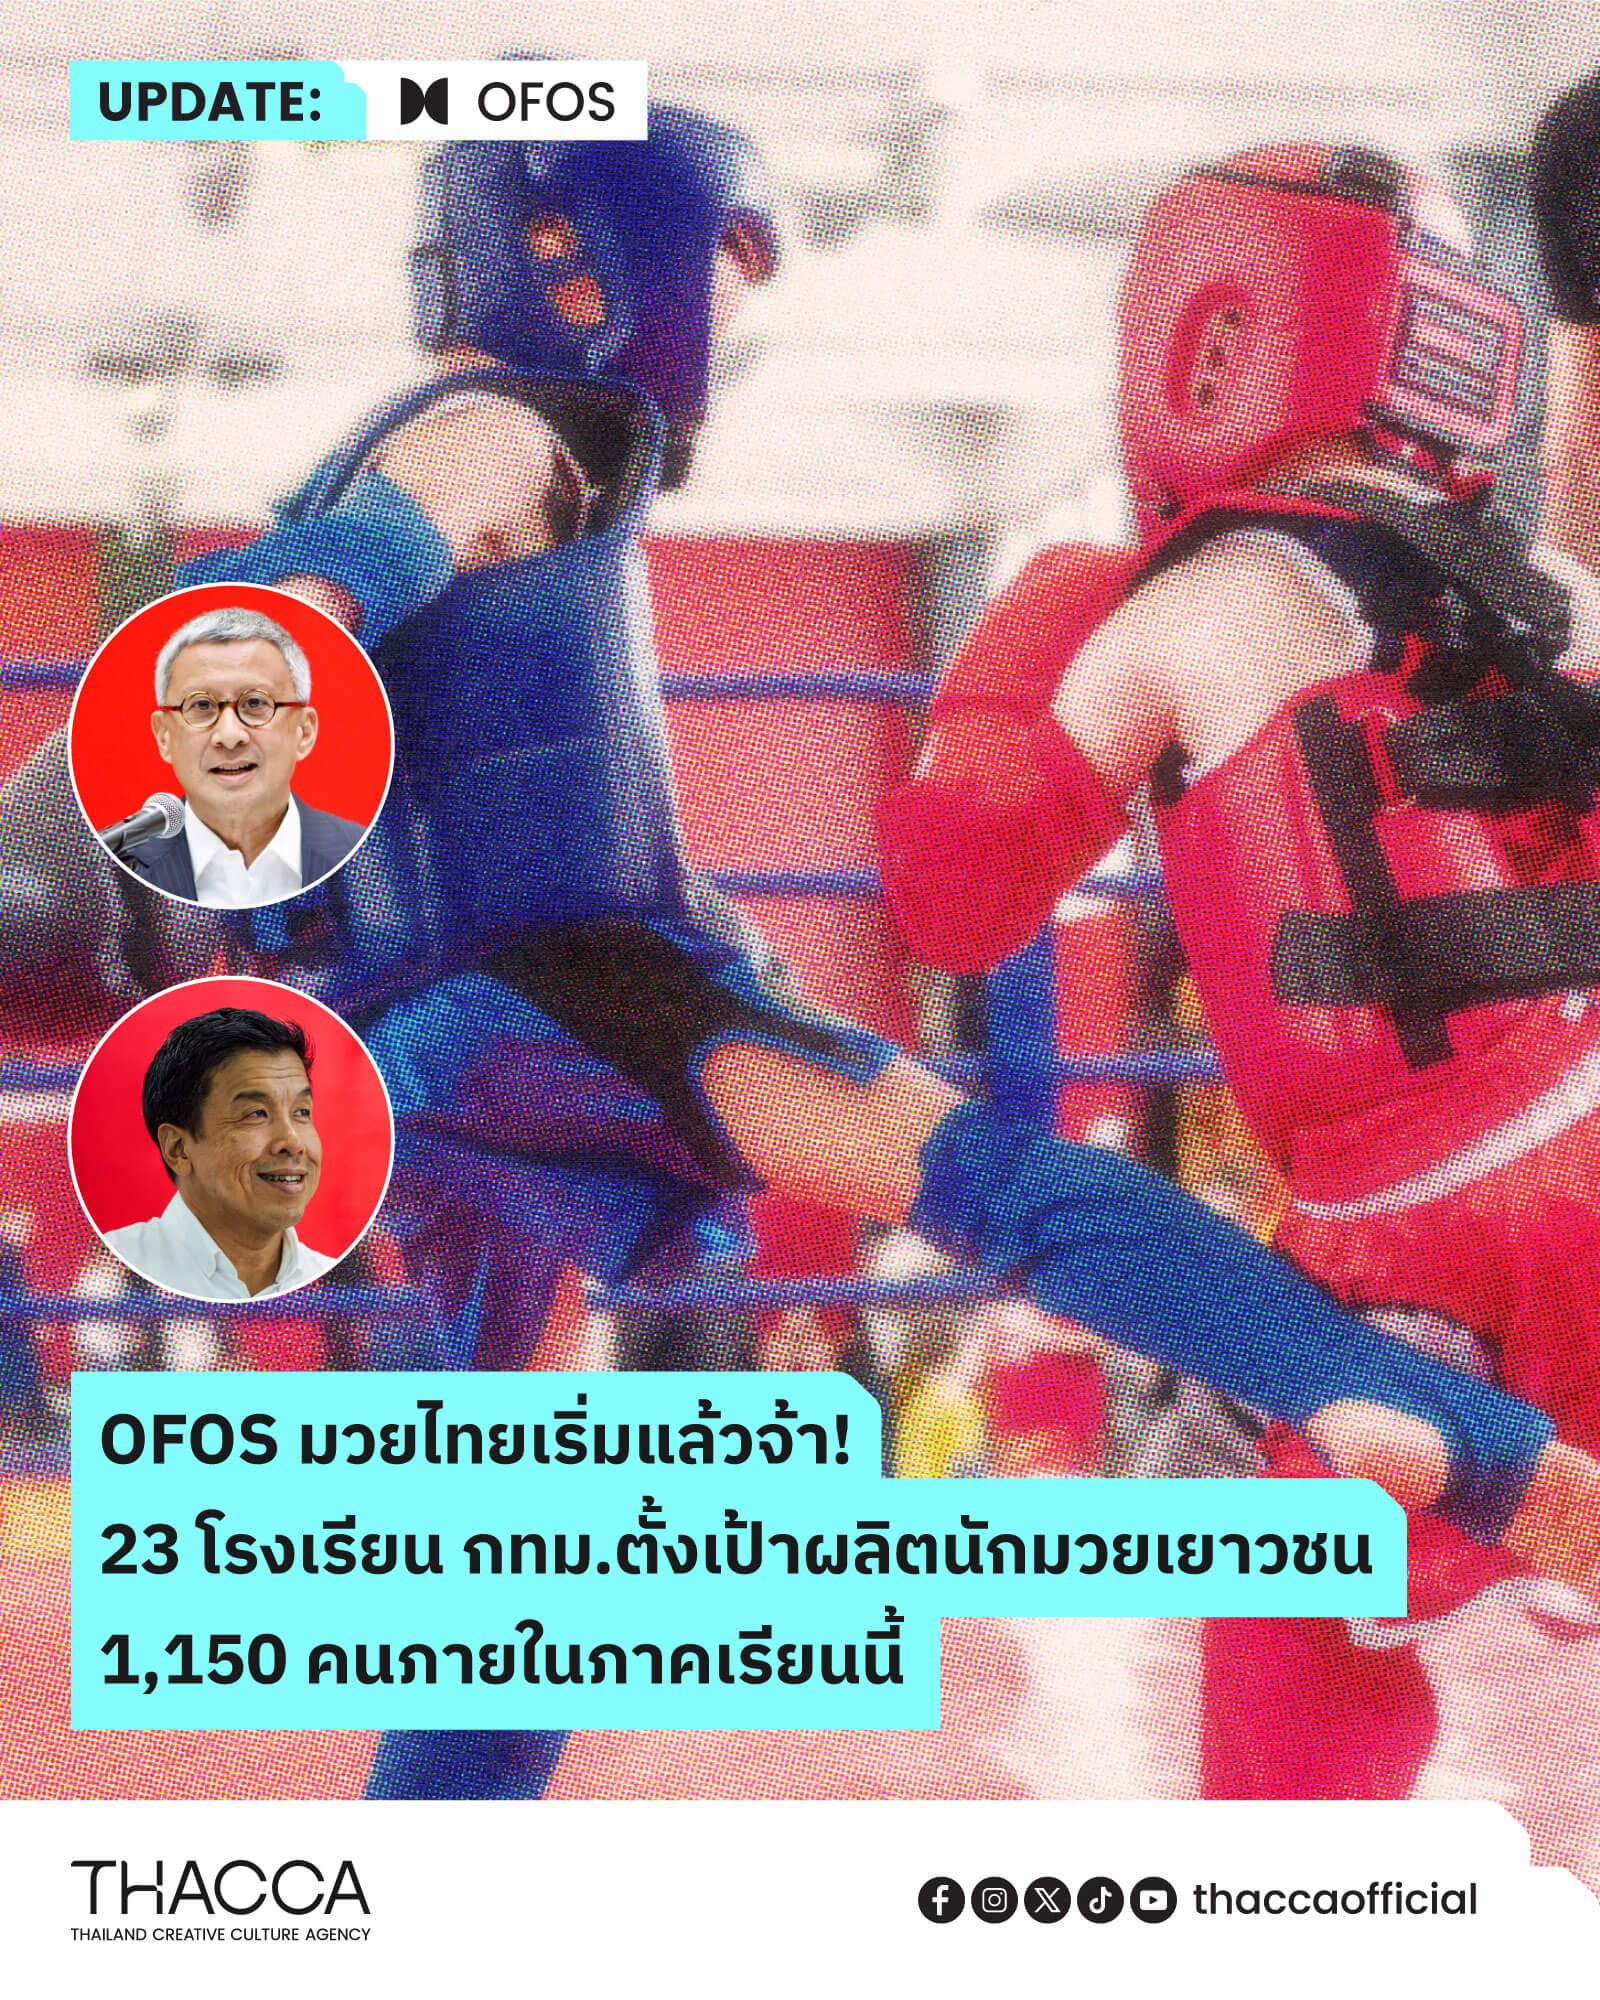 UPDATE: OFOS
OFOS มวยไทยเริ่มแล้วจ้า!
23 โรงเรียน กทม.ตั้งเป้าผลิตนักมวยเยาวชน
1,150 คนภายในภาคเรียนนี้
THACCA
THAILAND CREATIVE CULTURE AGENCY
thaccaofficial